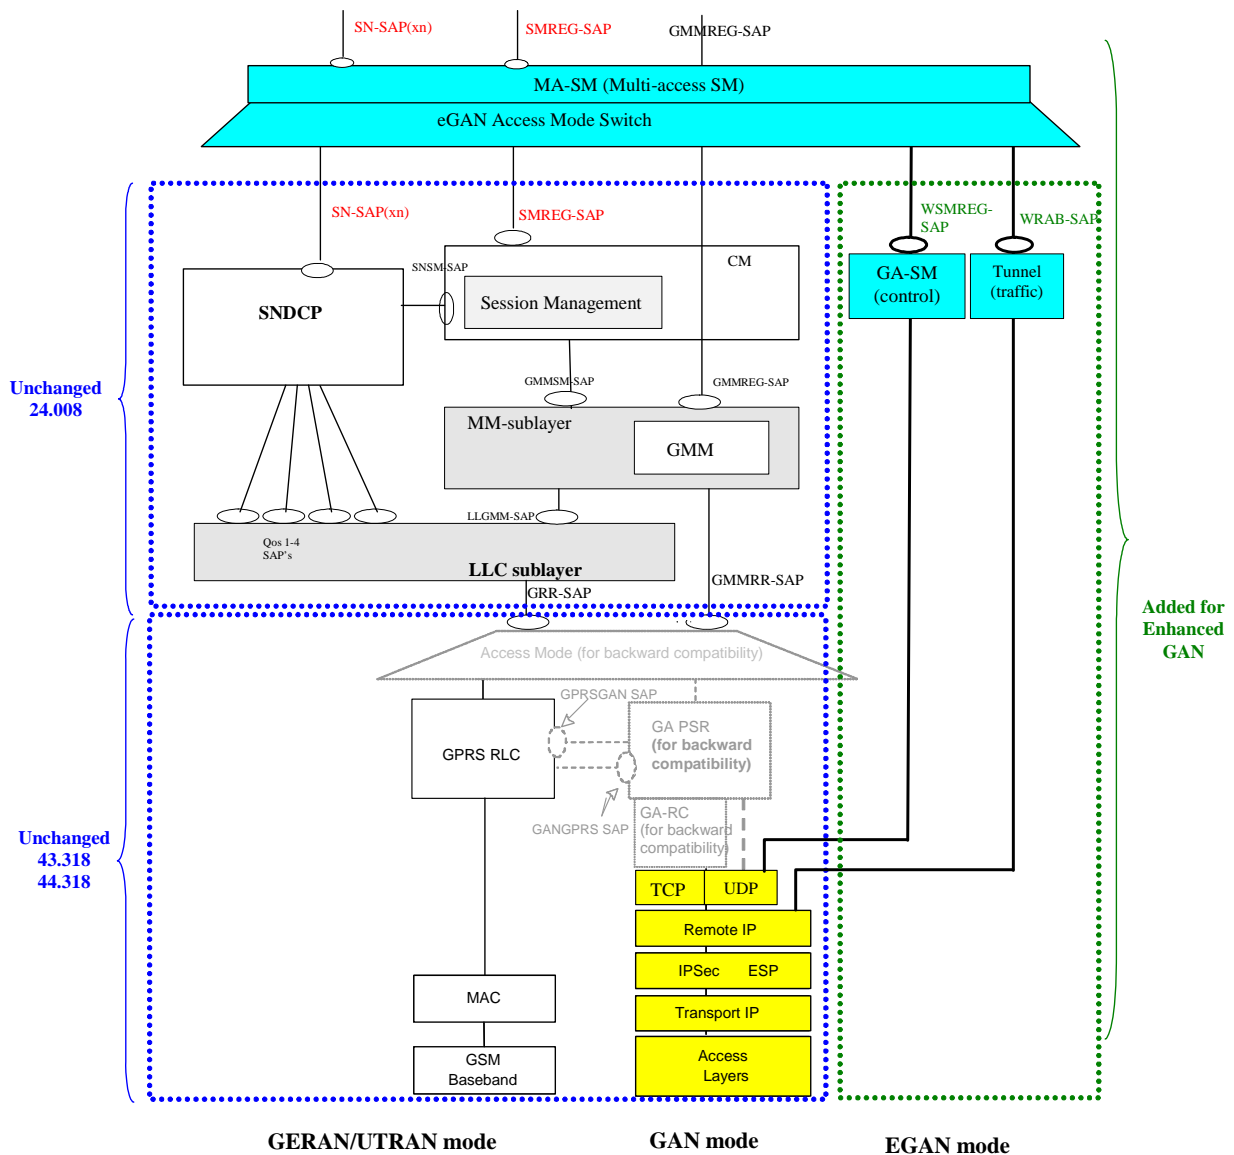 SN-SAP(xn)
SMREG-SAP
GMMREG-SAP
MA-SM (Multi-access SM)
eGAN Access Mode Switch
SN-SAP(xn)
SMREG-SAP
WSMREG-
SAP
WRAB-SAP
SNSM-SAP
CM
GA-SM
(control)
Tunnel
(traffic)
SNDCP
Session Management
Unchanged
24.008
GMMSM-SAP
GMMREG-SAP
MM-sublayer
GMM
LLGMM-SAP
Qos 1-4
SAP's
LLC sublayer
GRR-SAP
GMMRR-SAP
Added for
Enhanced
GAN
Access Mode (for backward compatibility)
GPRSGAN SAP
GPRS RLC
GA PSR
(for backward
compatibility)
GANGPRS SAP
GA-RC
(for backward
compatibility)
Unchanged
43.318
44.318
TCP
UDP
Remote IP
IPSec ESP
MAC
Transport IP
GSM
Baseband
Access
Layers
GERAN/UTRAN mode
GAN mode
EGAN mode